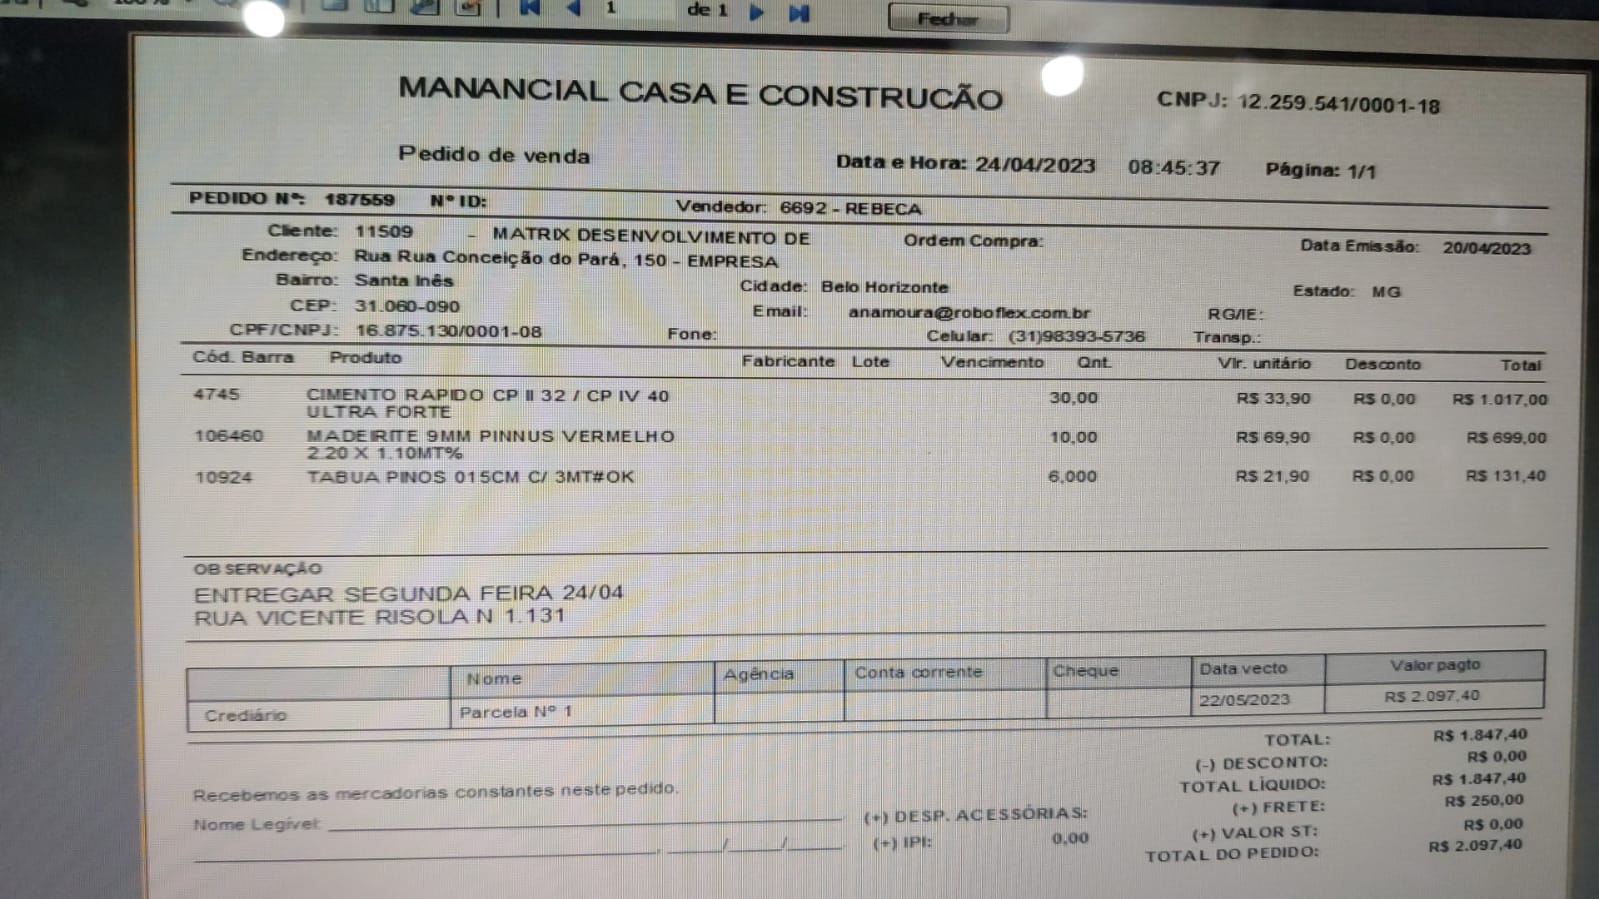 1 de 1 Fechar
MANANCIAL CASA E CONSTRUCÃO CNPJ: 12.259.541/0001-18
Pedido de venda Data e Hora: 24/04/2023 08:45:37 Página: 1/1
PEDIDO Nº: 187559 Nº ID: Vendedor: 6692 - REBECA
Cliente: 11509 - MATRIX DESENVOLVIMENTO DE Ordem Compra: Data Emissão: 20/04/2023
Endereço: Rua Rua Conceição do Pará, 150 - EMPRESA
Bairro: Santa Inês Cidade: Belo Horizonte Estado: MG
CEP: 31.060-090 Email: anamoura@roboflex.com.br RG/IE:
CPF/CNPJ: 16.875.130/0001-08 Fone: Celular: (31)98393-5736 Transp.:
Cód. Barra Produto Fabricante Lote Vencimento Qnt. Vlr. unitário Desconto Total
4745 CIMENTO RAPIDO CP II 32 / CP IV 40 30,00 R$ 33,90 R$ 0,00 R$ 1.017,00
ULTRA FORTE
106460 MADEIRITE 9MM PINNUS VERMELHO 10,00 R$ 69,90 R$ 0,00 R$ 699,00
2.20 X 1.10MT%
10924 TABUA PINOS 015CM C/ 3MT#OK 6,000 R$ 21,90 R$ 0,00 R$ 131,40
OBSERVAÇÃO
ENTREGAR SEGUNDA FEIRA 24/04
RUA VICENTE RISOLA N 1.131
Nome Agência Conta corrente Cheque Data vecto Valor pagto
Crediário Parcela Nº 1 22/05/2023 R$ 2.097,40
TOTAL: R$ 1.847,40
(-) DESCONTO: R$ 0,00
TOTAL LÍQUIDO: R$ 1.847,40
Recebemos as mercadorias constantes neste pedido.
(+) FRETE: R$ 250,00
Nome Legível: (+) DESP. ACESSÓRIAS:
(+) VALOR ST: R$ 0,00
, / / (+) IPI: 0,00
TOTAL DO PEDIDO: R$ 2.097,40